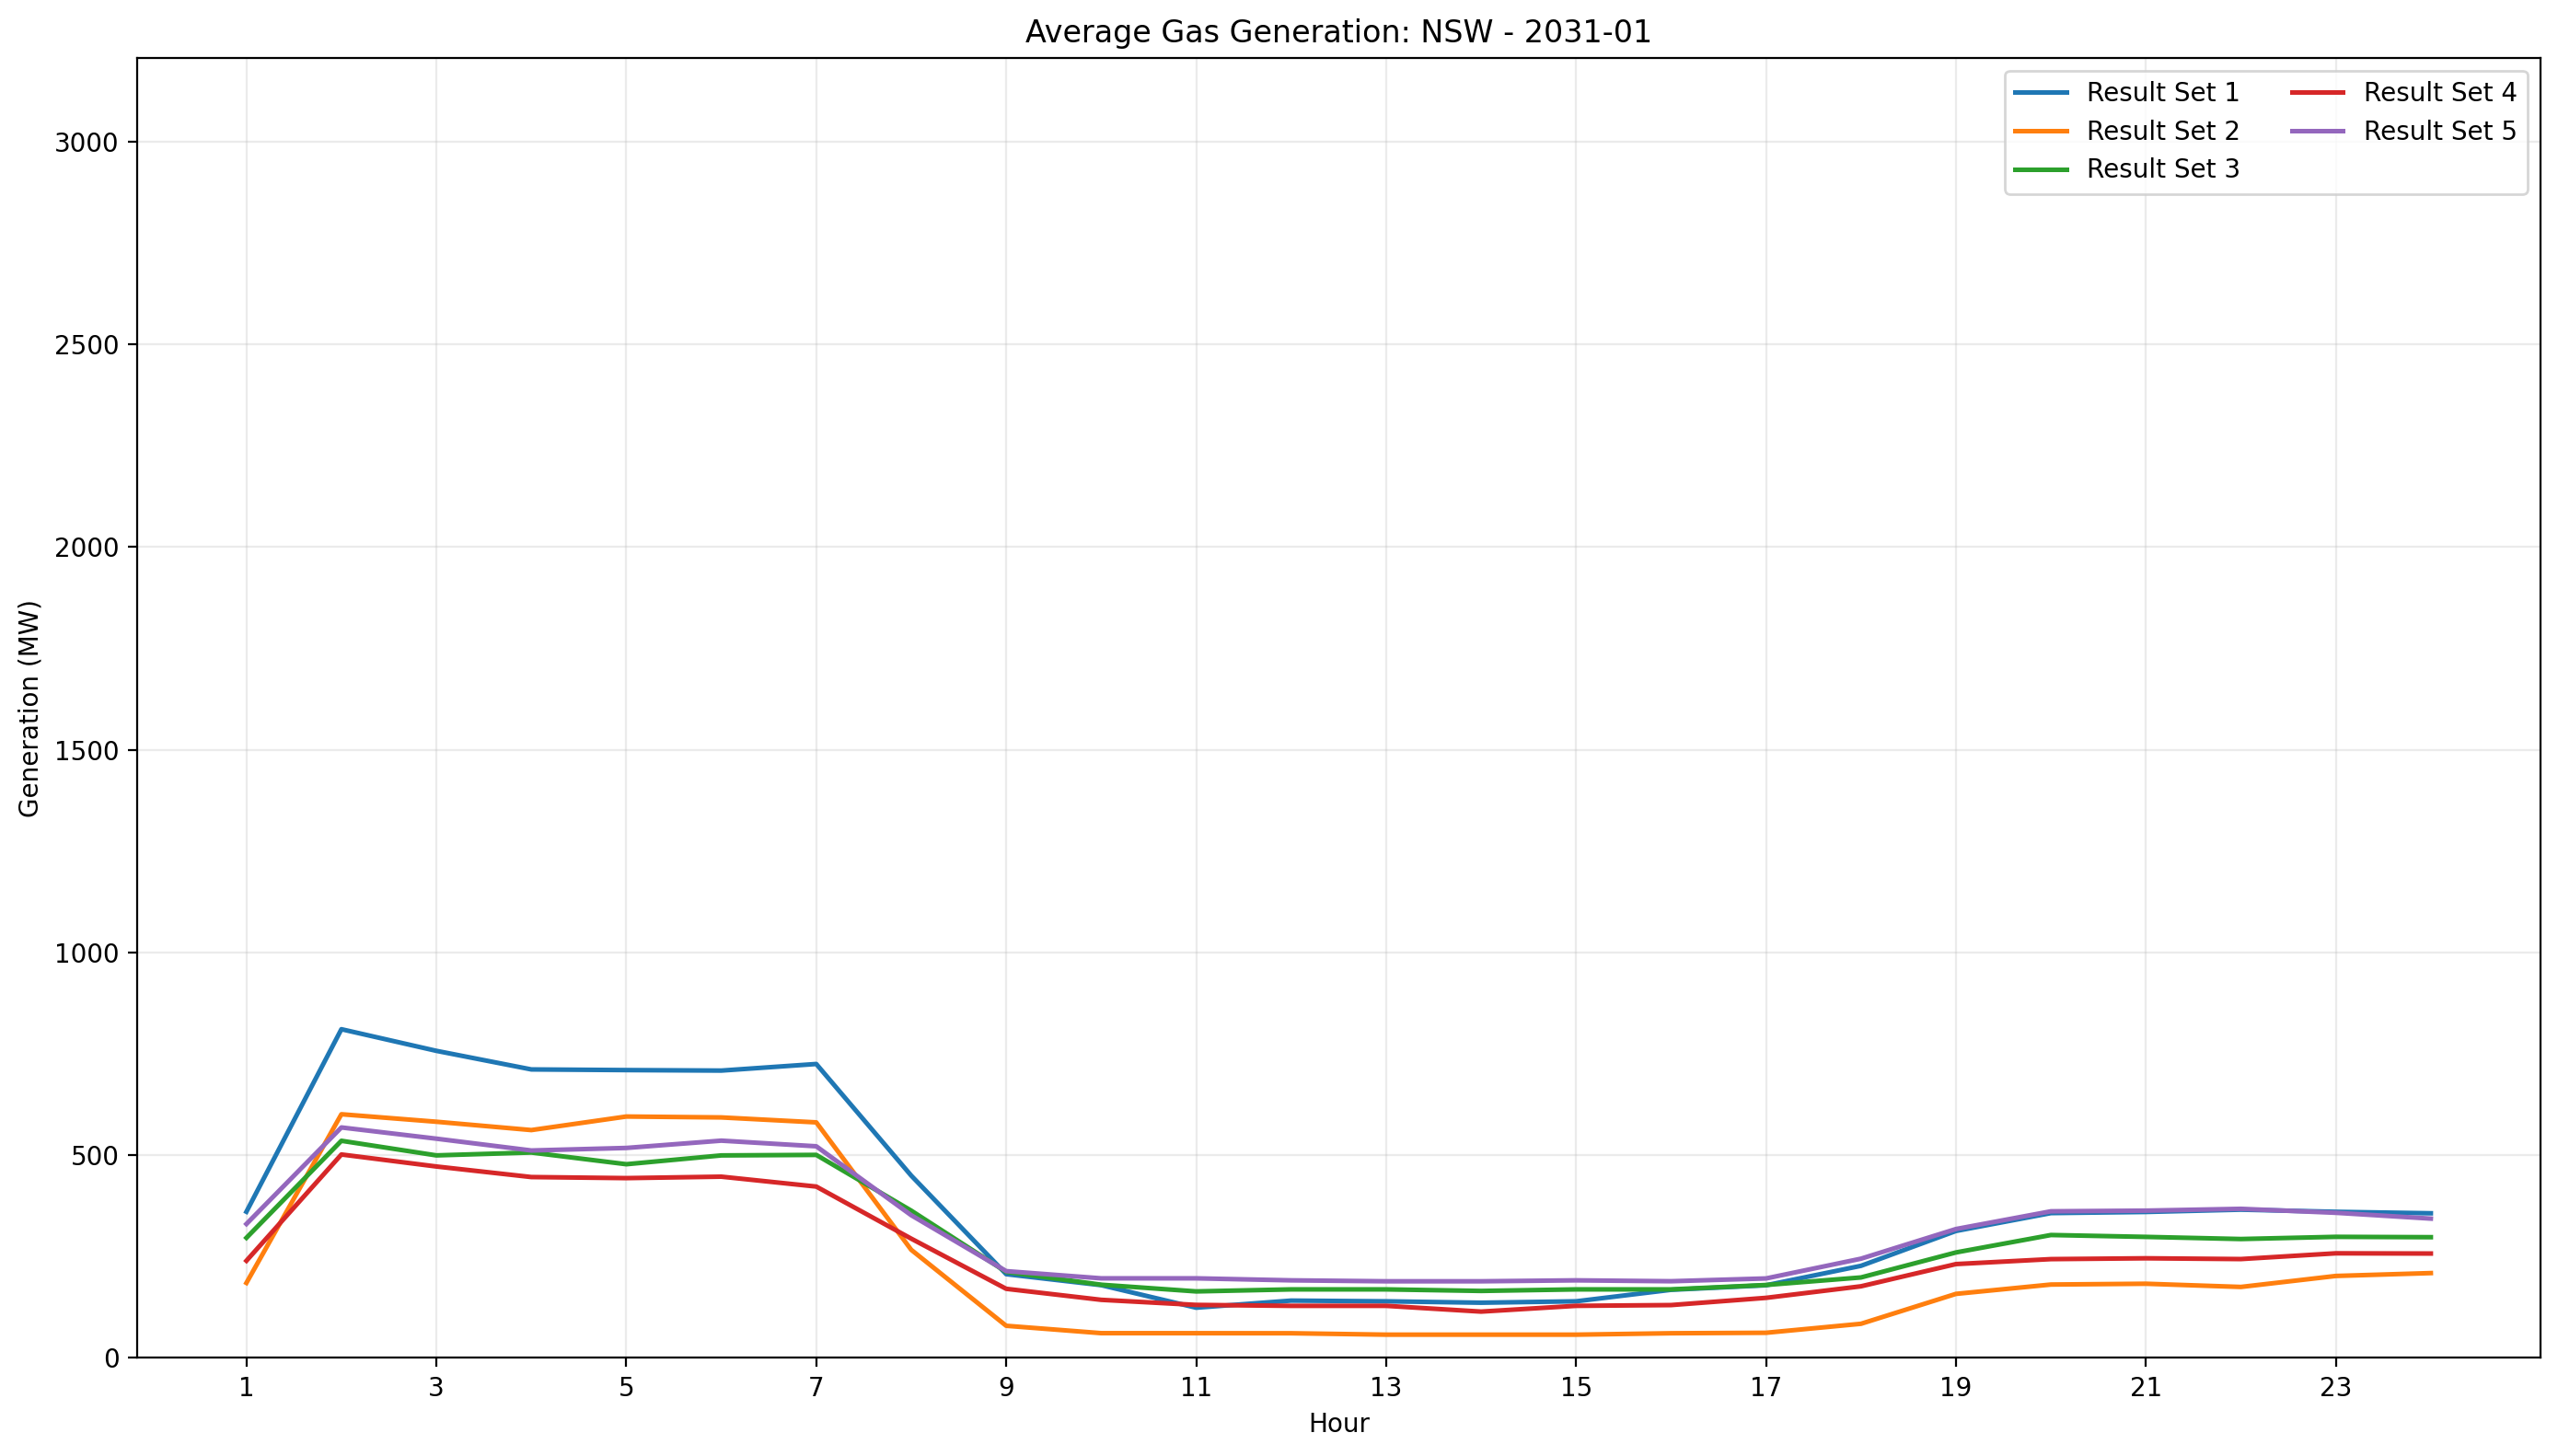 Average Gas Generation: NSW - 2031-01
Result Set 1
Result Set 2
Result Set 3
Result Set 4
Result Set 5
Generation (MW)
3000
2500
2000
1500
1000
500
0
1 3 5 7 9 11 13 15 17 19 21 23
Hour